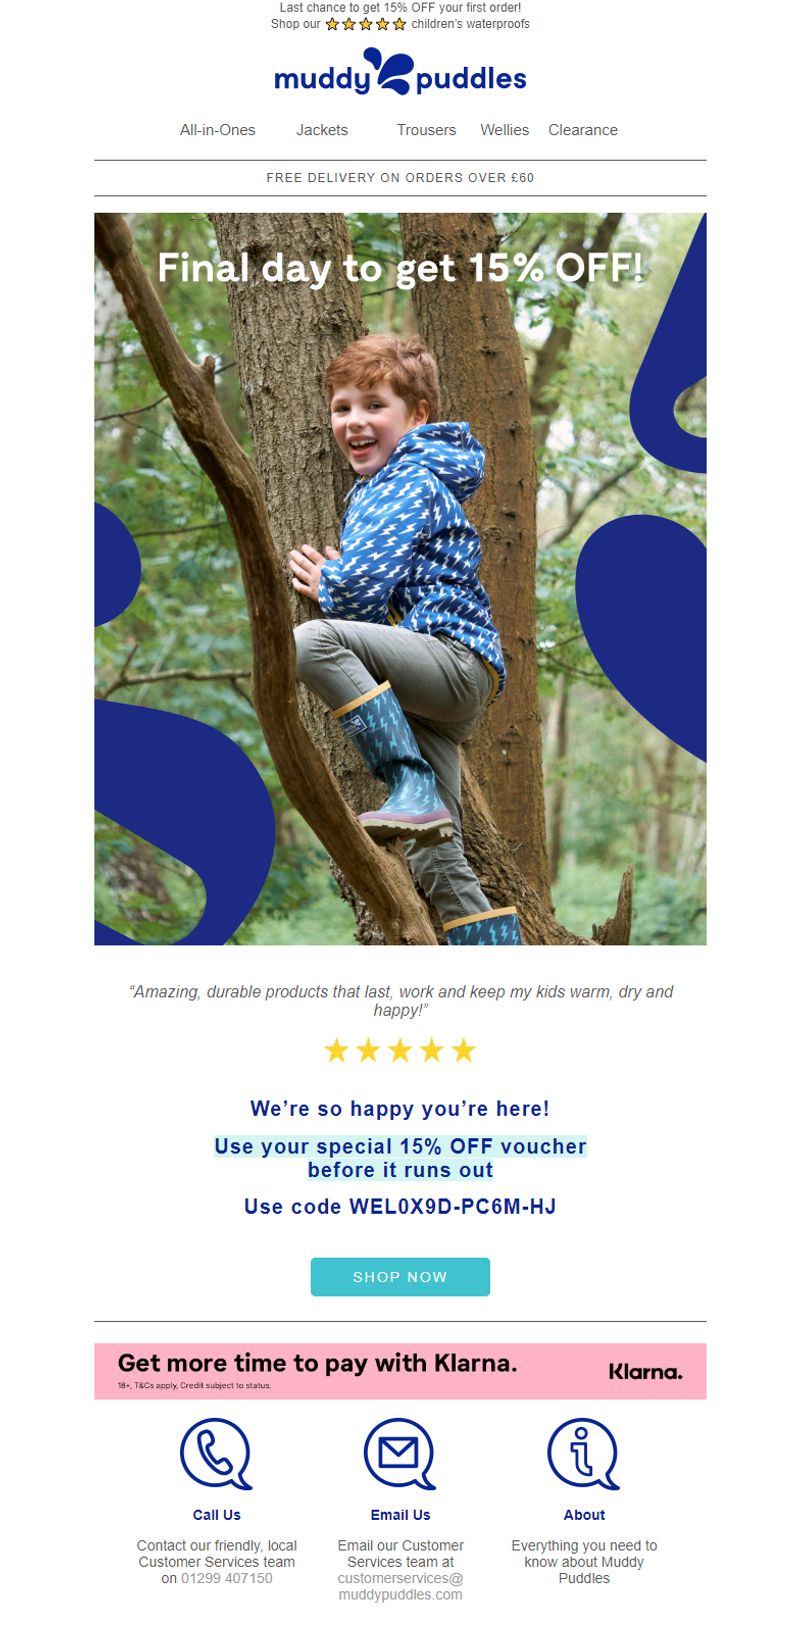 Last chance to get 15% OFF your first order!
Shop our ⭐⭐⭐⭐⭐ children's waterproofs
muddy puddles
All-in-Ones Jackets Trousers Wellies Clearance
FREE DELIVERY ON ORDERS OVER £60
Final day to get 15% OFF!
“Amazing, durable products that last, work and keep my kids warm, dry and
happy!”
We’re so happy you’re here!
Use your special 15% OFF voucher
before it runs out
Use code WEL0X9D-PC6M-HJ
SHOP NOW
Get more time to pay with Klarna.
18+, T&Cs apply, Credit subject to status.
Klarna.
Call Us
Contact our friendly, local
Customer Services team
on 01299 407150
Email Us
Email our Customer
Services team at
customerservices@
muddypuddles.com
About
Everything you need to
know about Muddy
Puddles